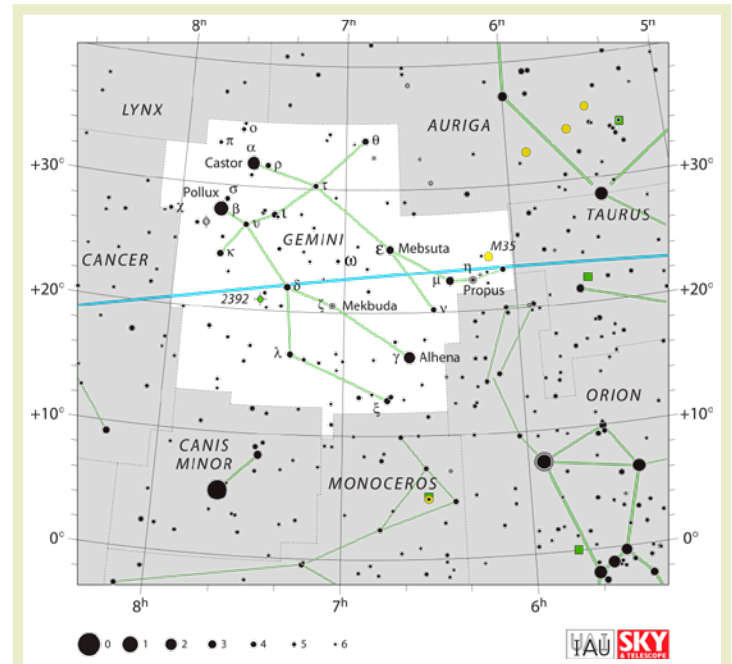 8h 7h 6h 5h
LYNX
AURIGA
ο
π
α
θ
Castor
ρ
+30° +30°
τ
Pollux
σ
χ
β
ϕ
υ
ι
TAURUS
GEMINI
ε
Mebsuta
M35
CANCER
κ
ω
η
μ
Propus
+20° +20°
δ
2392
ζ
Mekbuda
ν
λ
γ
Alhena
ORION
ξ
+10° +10°
CANIS
MINOR
MONOCEROS
0° 0°
8h 7h 6h
0 1 2 3 4 5 6
IAU
SKY
& TELESCOPE